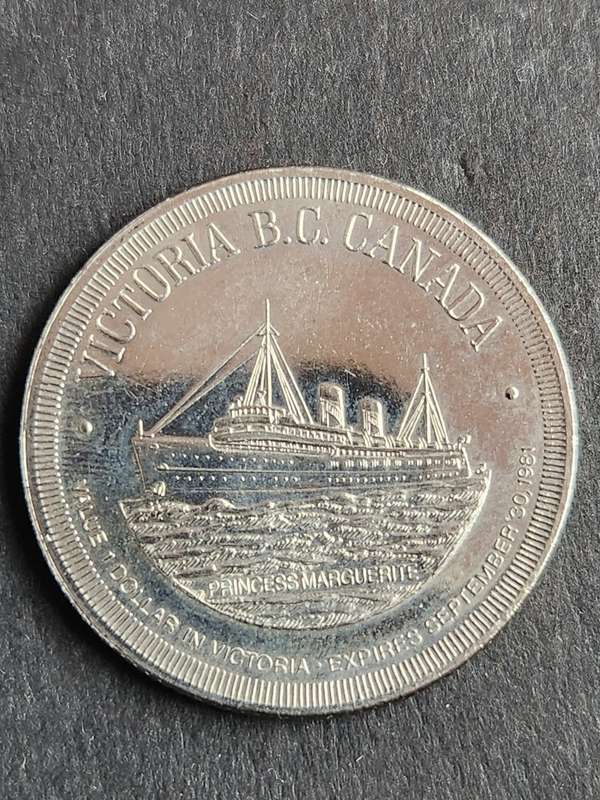 VICTORIA B.C. CANADA
PRINCESS MARGUERITE
VALUE 1 DOLLAR IN VICTORIA · EXPIRES SEPTEMBER 30, 1981